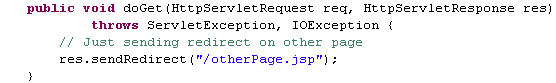 public void doGet(HttpServletRequest req, HttpServletResponse res)
throws ServletException, IOException {
// Just sending redirect on other page
res.sendRedirect("/otherPage.jsp");
}